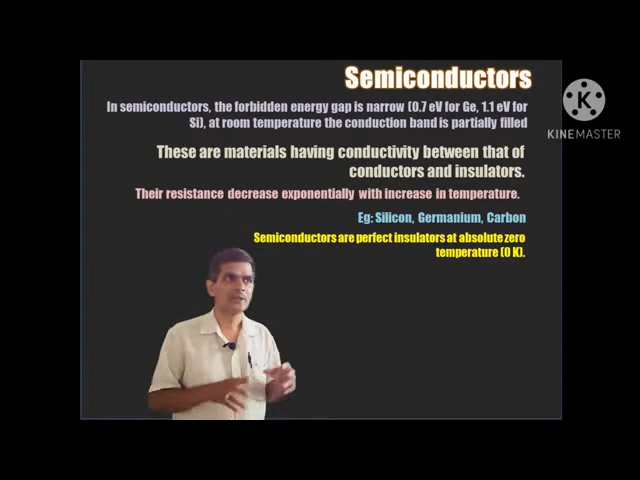 Semiconductors
In semiconductors, the forbidden energy gap is narrow (0.7 eV for Ge, 1.1 eV for
Si), at room temperature the conduction band is partially filled
These are materials having conductivity between that of
conductors and insulators.
Their resistance decrease exponentially with increase in temperature.
Eg: Silicon, Germanium, Carbon
Semiconductors are perfect insulators at absolute zero
temperature (0 K).
K
KINEMASTER